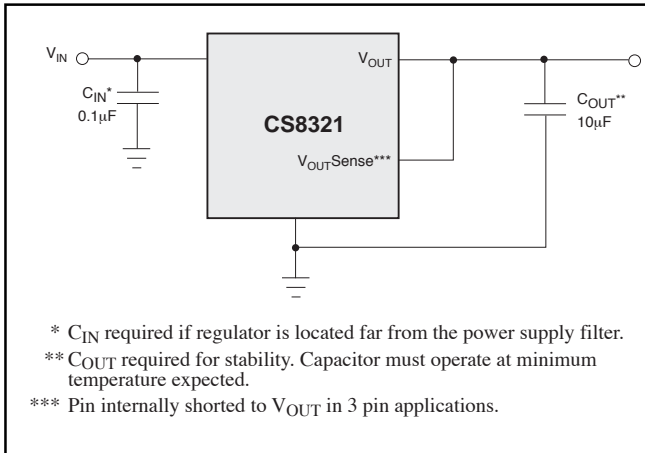 V_IN
C_IN*
0.1µF
CS8321
V_OUT
V_OUTSense***
C_OUT**
10µF
* C_IN required if regulator is located far from the power supply filter.
** C_OUT required for stability. Capacitor must operate at minimum
temperature expected.
*** Pin internally shorted to V_OUT in 3 pin applications.